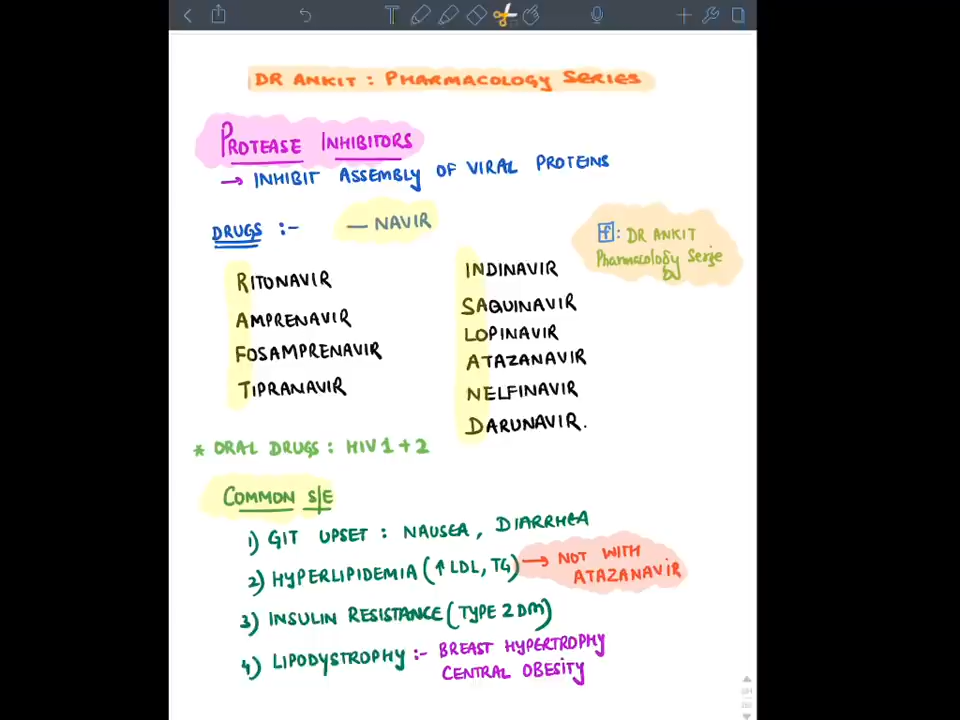 DR ANKIT : PHARMACOLOGY SERIES
PROTEASE INHIBITORS
→ INHIBIT ASSEMBLY OF VIRAL PROTEINS
DRUGS :- — NAVIR
f : DR ANKIT
Pharmacology Serie
RITONAVIR
AMPRENAVIR
FOSAMPRENAVIR
TIPRANAVIR
INDINAVIR
SAQUINAVIR
LOPINAVIR
ATAZANAVIR
NELFINAVIR
DARUNAVIR.
* ORAL DRUGS : HIV 1 + 2
COMMON S/E
1) GIT UPSET : NAUSEA, DIARRHEA
2) HYPERLIPIDEMIA (↑ LDL, TG) → NOT WITH
ATAZANAVIR
3) INSULIN RESISTANCE (TYPE 2 DM)
4) LIPODYSTROPHY :- BREAST HYPERTROPHY
CENTRAL OBESITY